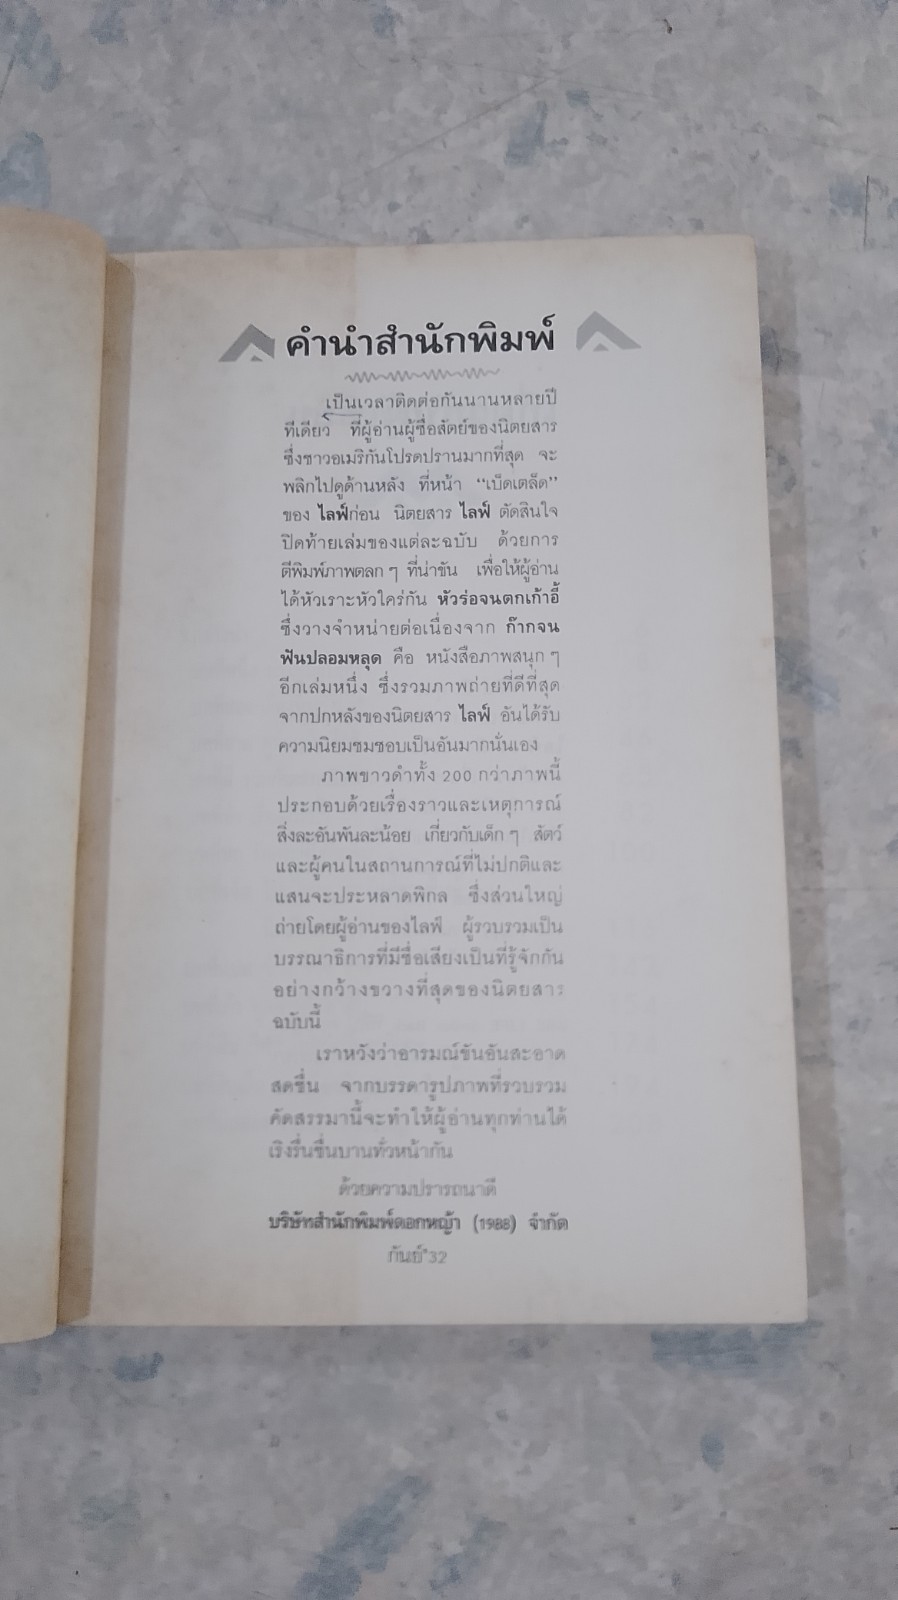 คำนำสำนักพิมพ์
เป็นเวลาติดต่อกันนานหลายปี
ทีเดียว ที่ผู้อ่านผู้ซื่อสัตย์ของนิตยสาร
ซึ่งชาวอเมริกันโปรดปรานมากที่สุด จะ
พลิกไปดูด้านหลัง ที่หน้า “เบ็ดเตล็ด”
ของ ไลฟ์ก่อน นิตยสาร ไลฟ์ ตัดสินใจ
ปิดท้ายเล่มของแต่ละฉบับ ด้วยการ
ตีพิมพ์ภาพตลก ๆ ที่น่าขัน เพื่อให้ผู้อ่าน
ได้หัวเราะหัวใคร่กัน หัวร่อจนตกเก้าอี้
ซึ่งวางจำหน่ายต่อเนื่องจาก ก๊ากจน
ฟันปลอมหลุด คือ หนังสือภาพสนุก ๆ
อีกเล่มหนึ่ง ซึ่งรวมภาพถ่ายที่ดีที่สุด
จากปกหลังของนิตยสาร ไลฟ์ อันได้รับ
ความนิยมชมชอบเป็นอันมากนั่นเอง
ภาพขาวดำทั้ง 200 กว่าภาพนี้
ประกอบด้วยเรื่องราวและเหตุการณ์
สิ่งละอันพันละน้อย เกี่ยวกับเด็ก ๆ สัตว์
และผู้คนในสถานการณ์ที่ไม่ปกติและ
แสนจะประหลาดพิกล ซึ่งส่วนใหญ่
ถ่ายโดยผู้อ่านของไลฟ์ ผู้รวบรวมเป็น
บรรณาธิการที่มีชื่อเสียงเป็นที่รู้จักกัน
อย่างกว้างขวางที่สุดของนิตยสาร
ฉบับนี้
เราหวังว่าอารมณ์ขันอันสะอาด
สดชื่น จากบรรดารูปภาพที่รวบรวม
คัดสรรมานี้จะทำให้ผู้อ่านทุกท่านได้
เริงรื่นชื่นบานทั่วหน้ากัน
ด้วยความปรารถนาดี
บริษัทสำนักพิมพ์ดอกหญ้า (1988) จำกัด
กันย์'32